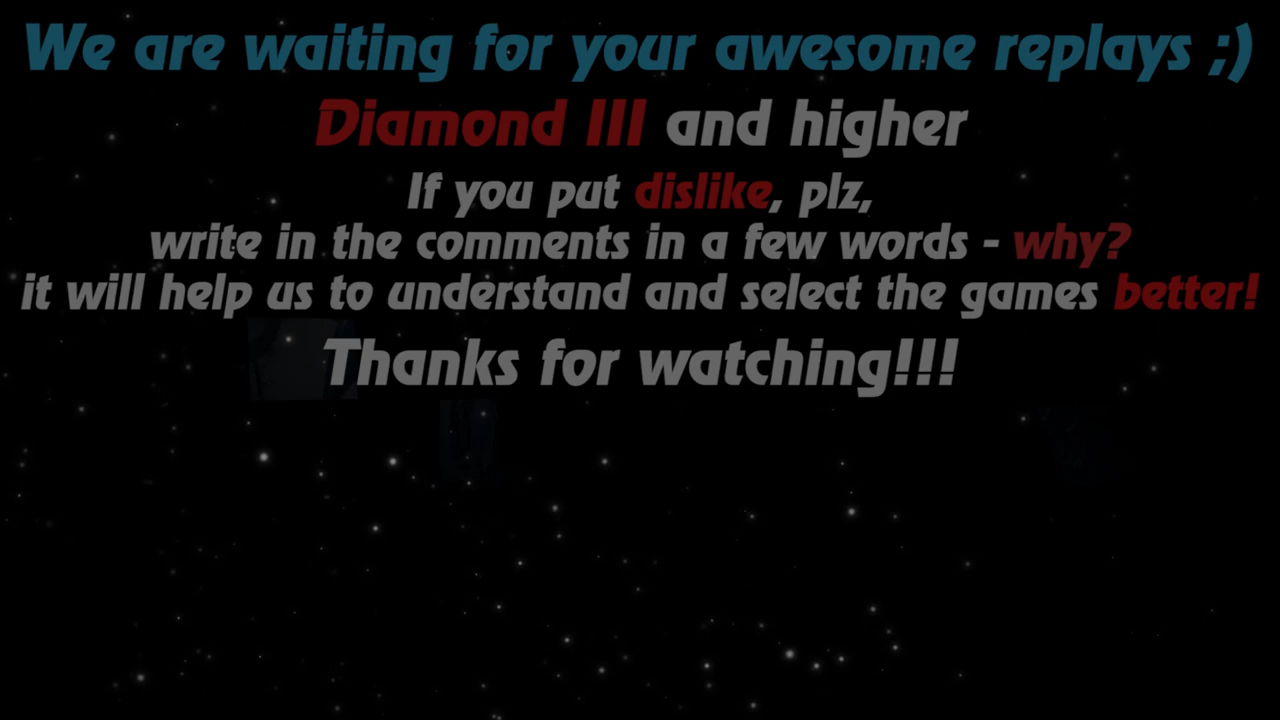 We are waiting for your awesome replays ;)
Diamond III and higher
If you put dislike, plz,
write in the comments in a few words - why?
it will help us to understand and select the games better!
Thanks for watching!!!